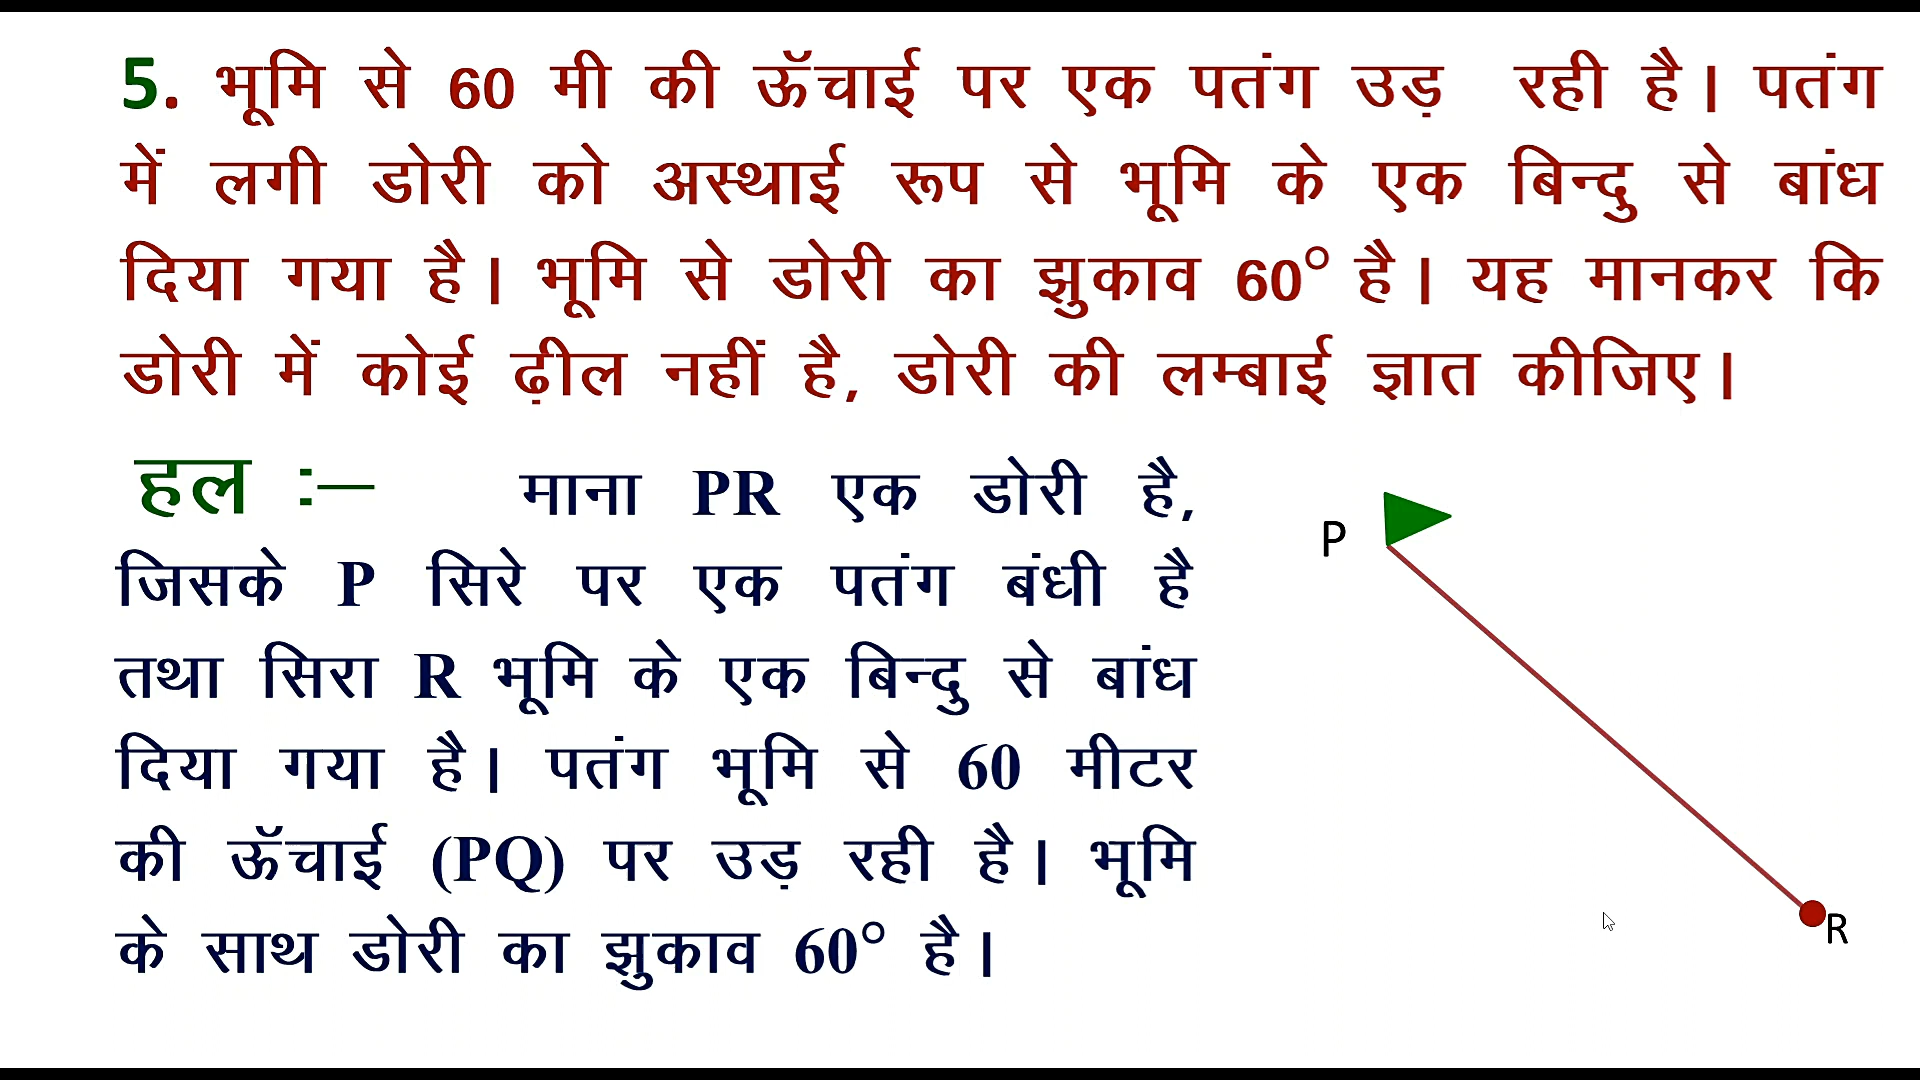 5. भूमि से 60 मी की ऊँचाई पर एक पतंग उड़ रही है। पतंग
में लगी डोरी को अस्थाई रूप से भूमि के एक बिन्दु से बांध
दिया गया है। भूमि से डोरी का झुकाव 60° है। यह मानकर कि
डोरी में कोई ढ़ील नहीं है, डोरी की लम्बाई ज्ञात कीजिए।
हल :— माना PR एक डोरी है,
जिसके P सिरे पर एक पतंग बंधी है
तथा सिरा R भूमि के एक बिन्दु से बांध
दिया गया है। पतंग भूमि से 60 मीटर
की ऊँचाई (PQ) पर उड़ रही है। भूमि
के साथ डोरी का झुकाव 60° है।
P
R